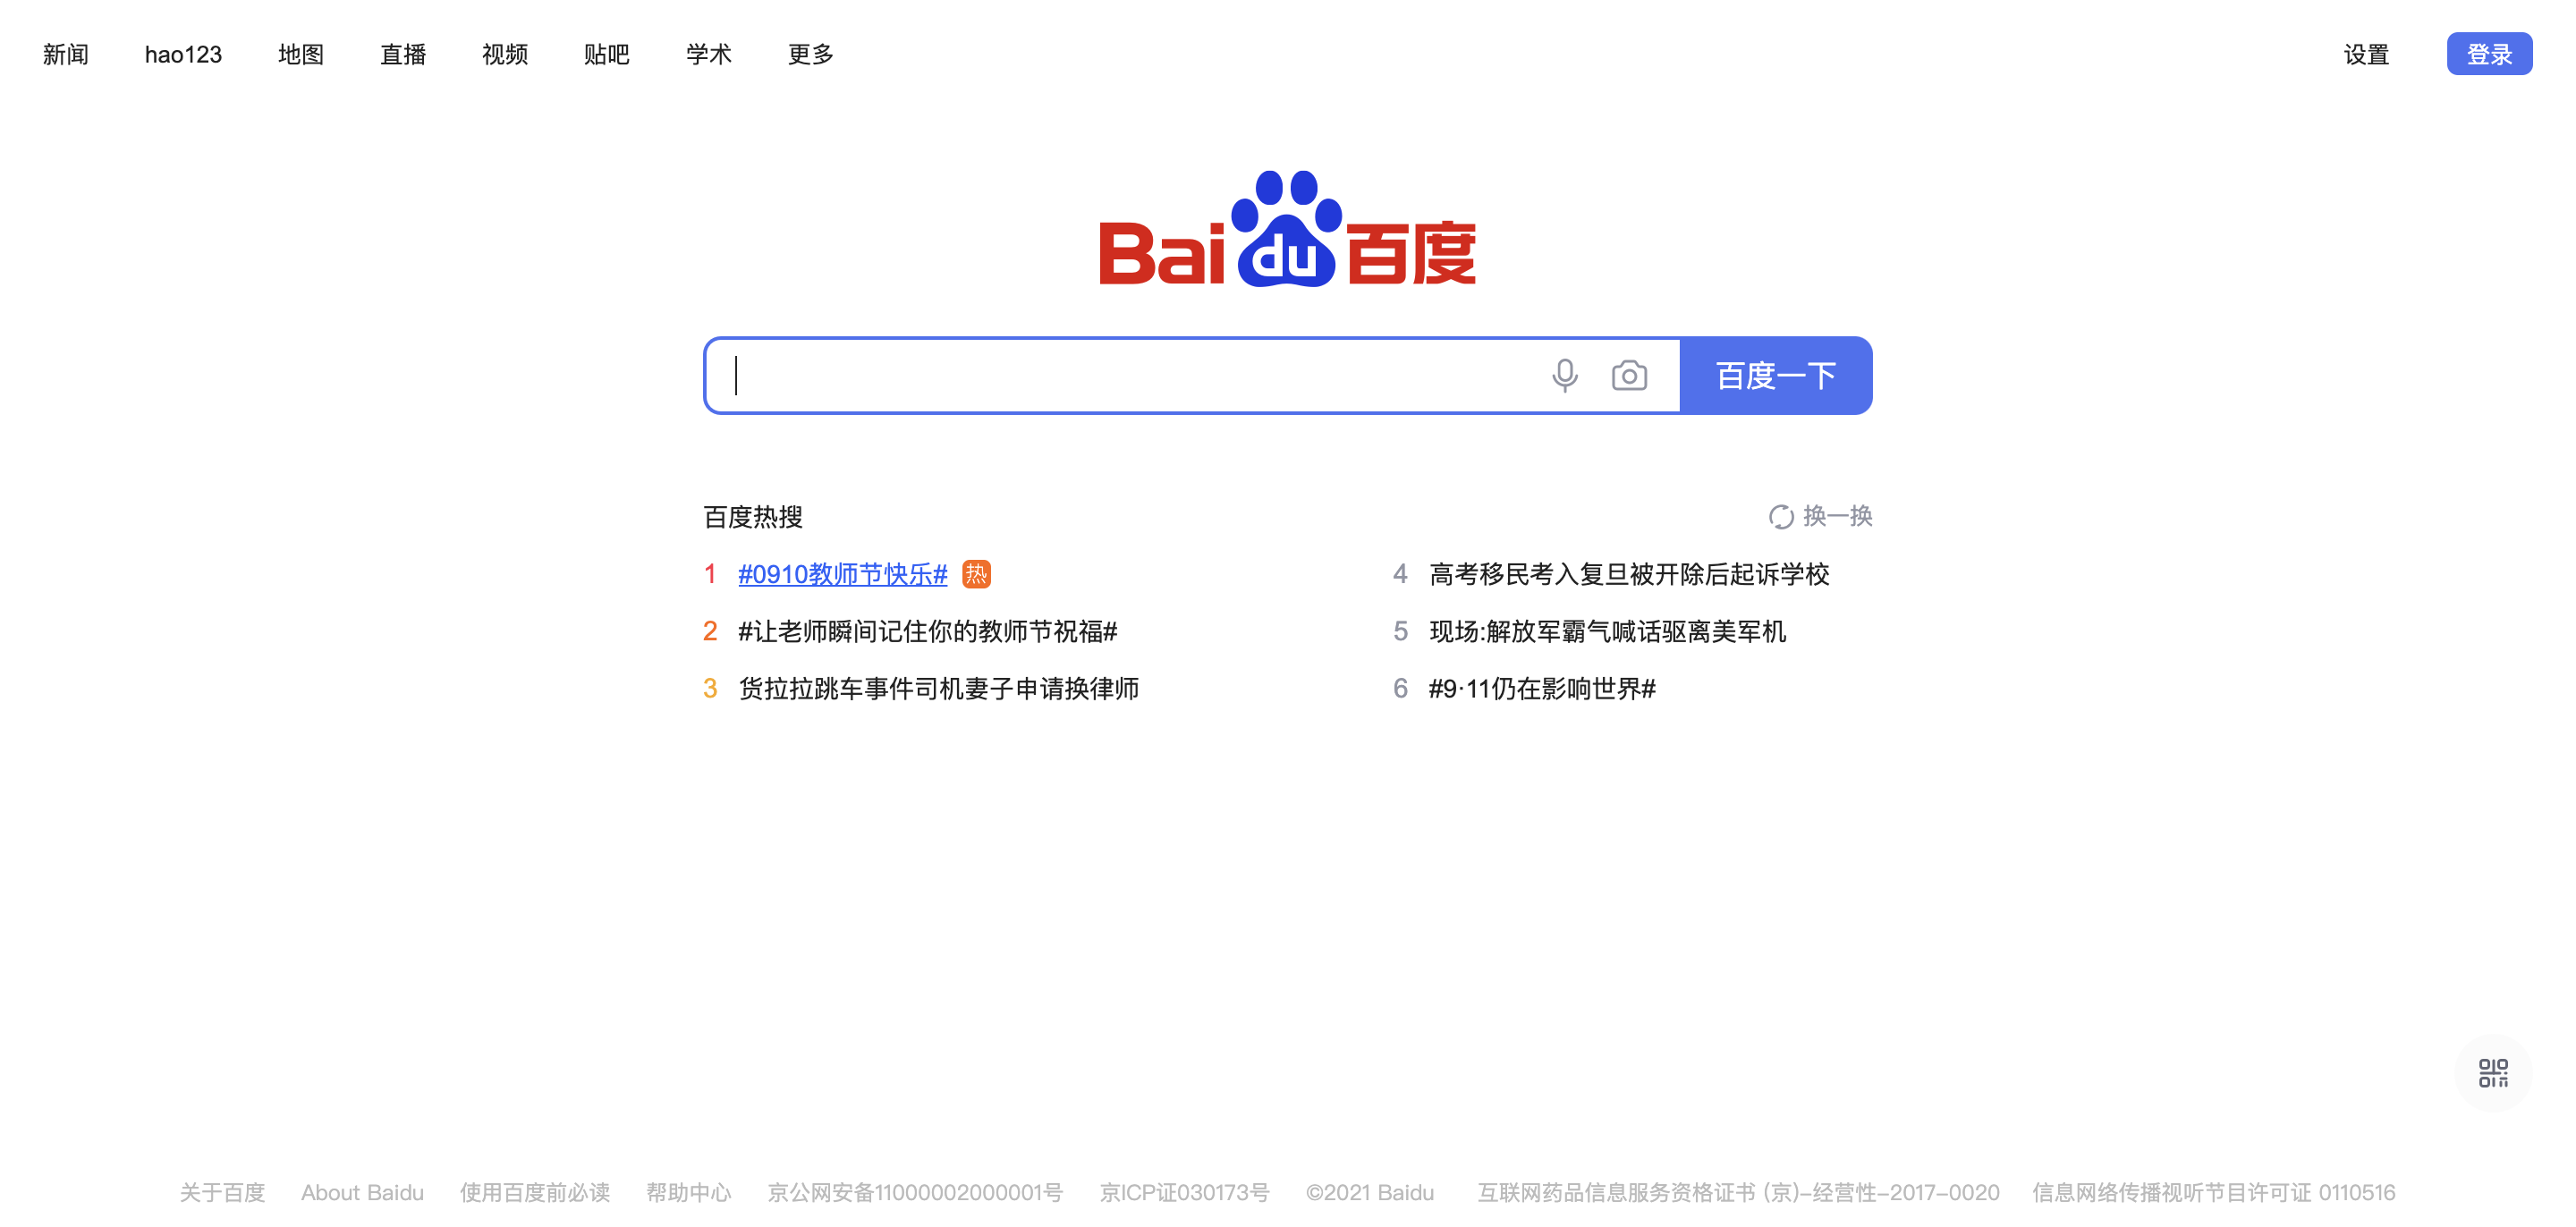 新闻 hao123 地图 直播 视频 贴吧 学术 更多 设置 登录
Bai du 百度
百度一下
百度热搜 换一换
1 #0910教师节快乐# 热
2 #让老师瞬间记住你的教师节祝福#
3 货拉拉跳车事件司机妻子申请换律师
4 高考移民考入复旦被开除后起诉学校
5 现场:解放军霸气喊话驱离美军机
6 #9·11仍在影响世界#
关于百度 About Baidu 使用百度前必读 帮助中心 京公网安备11000002000001号 京ICP证030173号 ©2021 Baidu 互联网药品信息服务资格证书 (京)-经营性-2017-0020 信息网络传播视听节目许可证 0110516